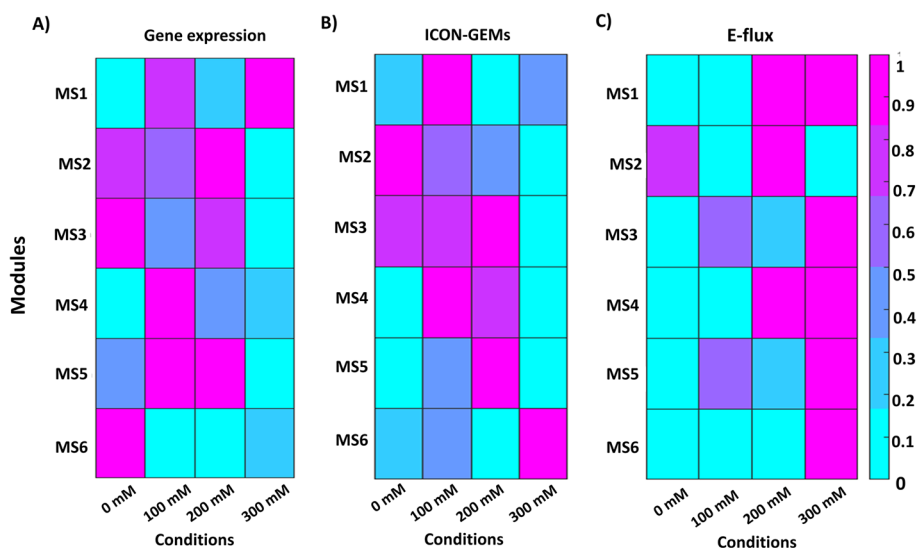 A)
Gene expression
MS1
MS2
MS3
MS4
MS5
MS6
0 mM
100 mM
200 mM
300 mM
Conditions
Modules
B)
ICON-GEMs
MS1
MS2
MS3
MS4
MS5
MS6
0 mM
100 mM
200 mM
300 mM
Conditions
C)
E-flux
MS1
MS2
MS3
MS4
MS5
MS6
0 mM
100 mM
200 mM
300 mM
Conditions
1
0.9
0.8
0.7
0.6
0.5
0.4
0.3
0.2
0.1
0